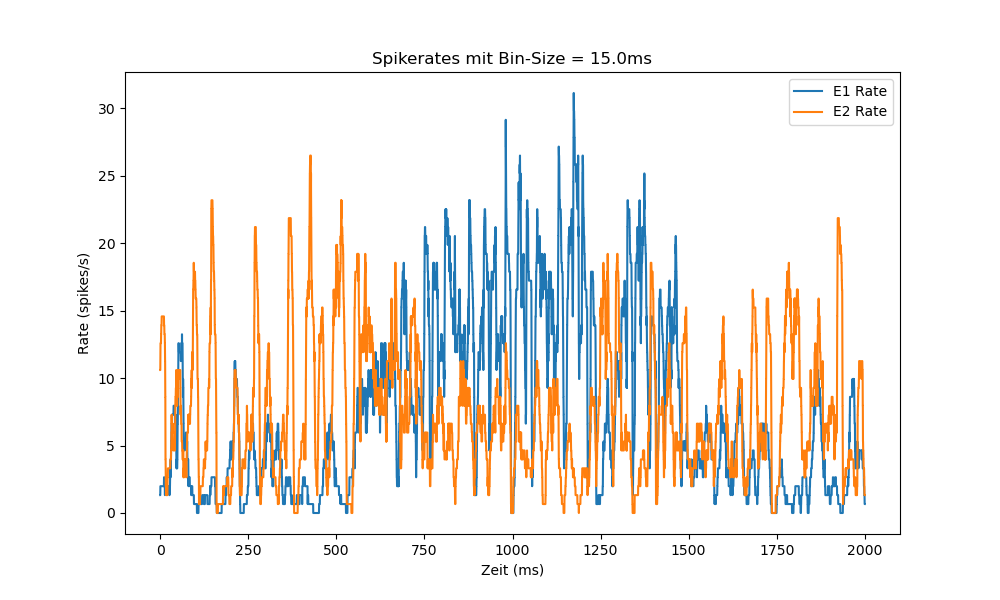 Spikerates mit Bin-Size = 15.0ms
E1 Rate
E2 Rate
Rate (spikes/s)
30
25
20
15
10
5
0
0 250 500 750 1000 1250 1500 1750 2000
Zeit (ms)